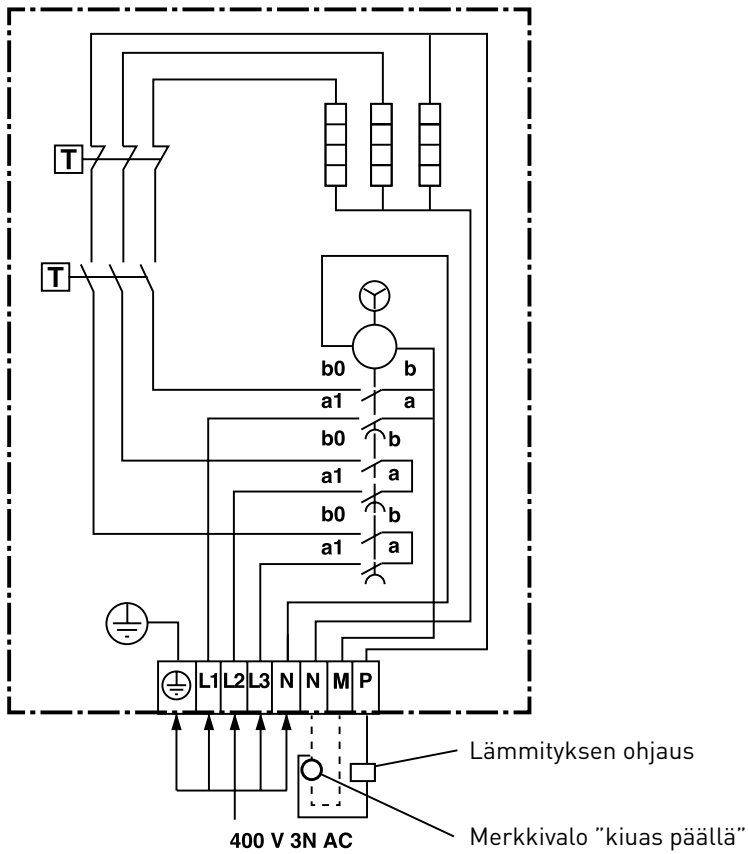 T
T
b0 b
a1 a
b0 b
a1 a
b0 b
a1 a
L1 L2 L3 N N M P
Lämmityksen ohjaus
400 V 3N AC
Merkkivalo ”kiuas päällä”